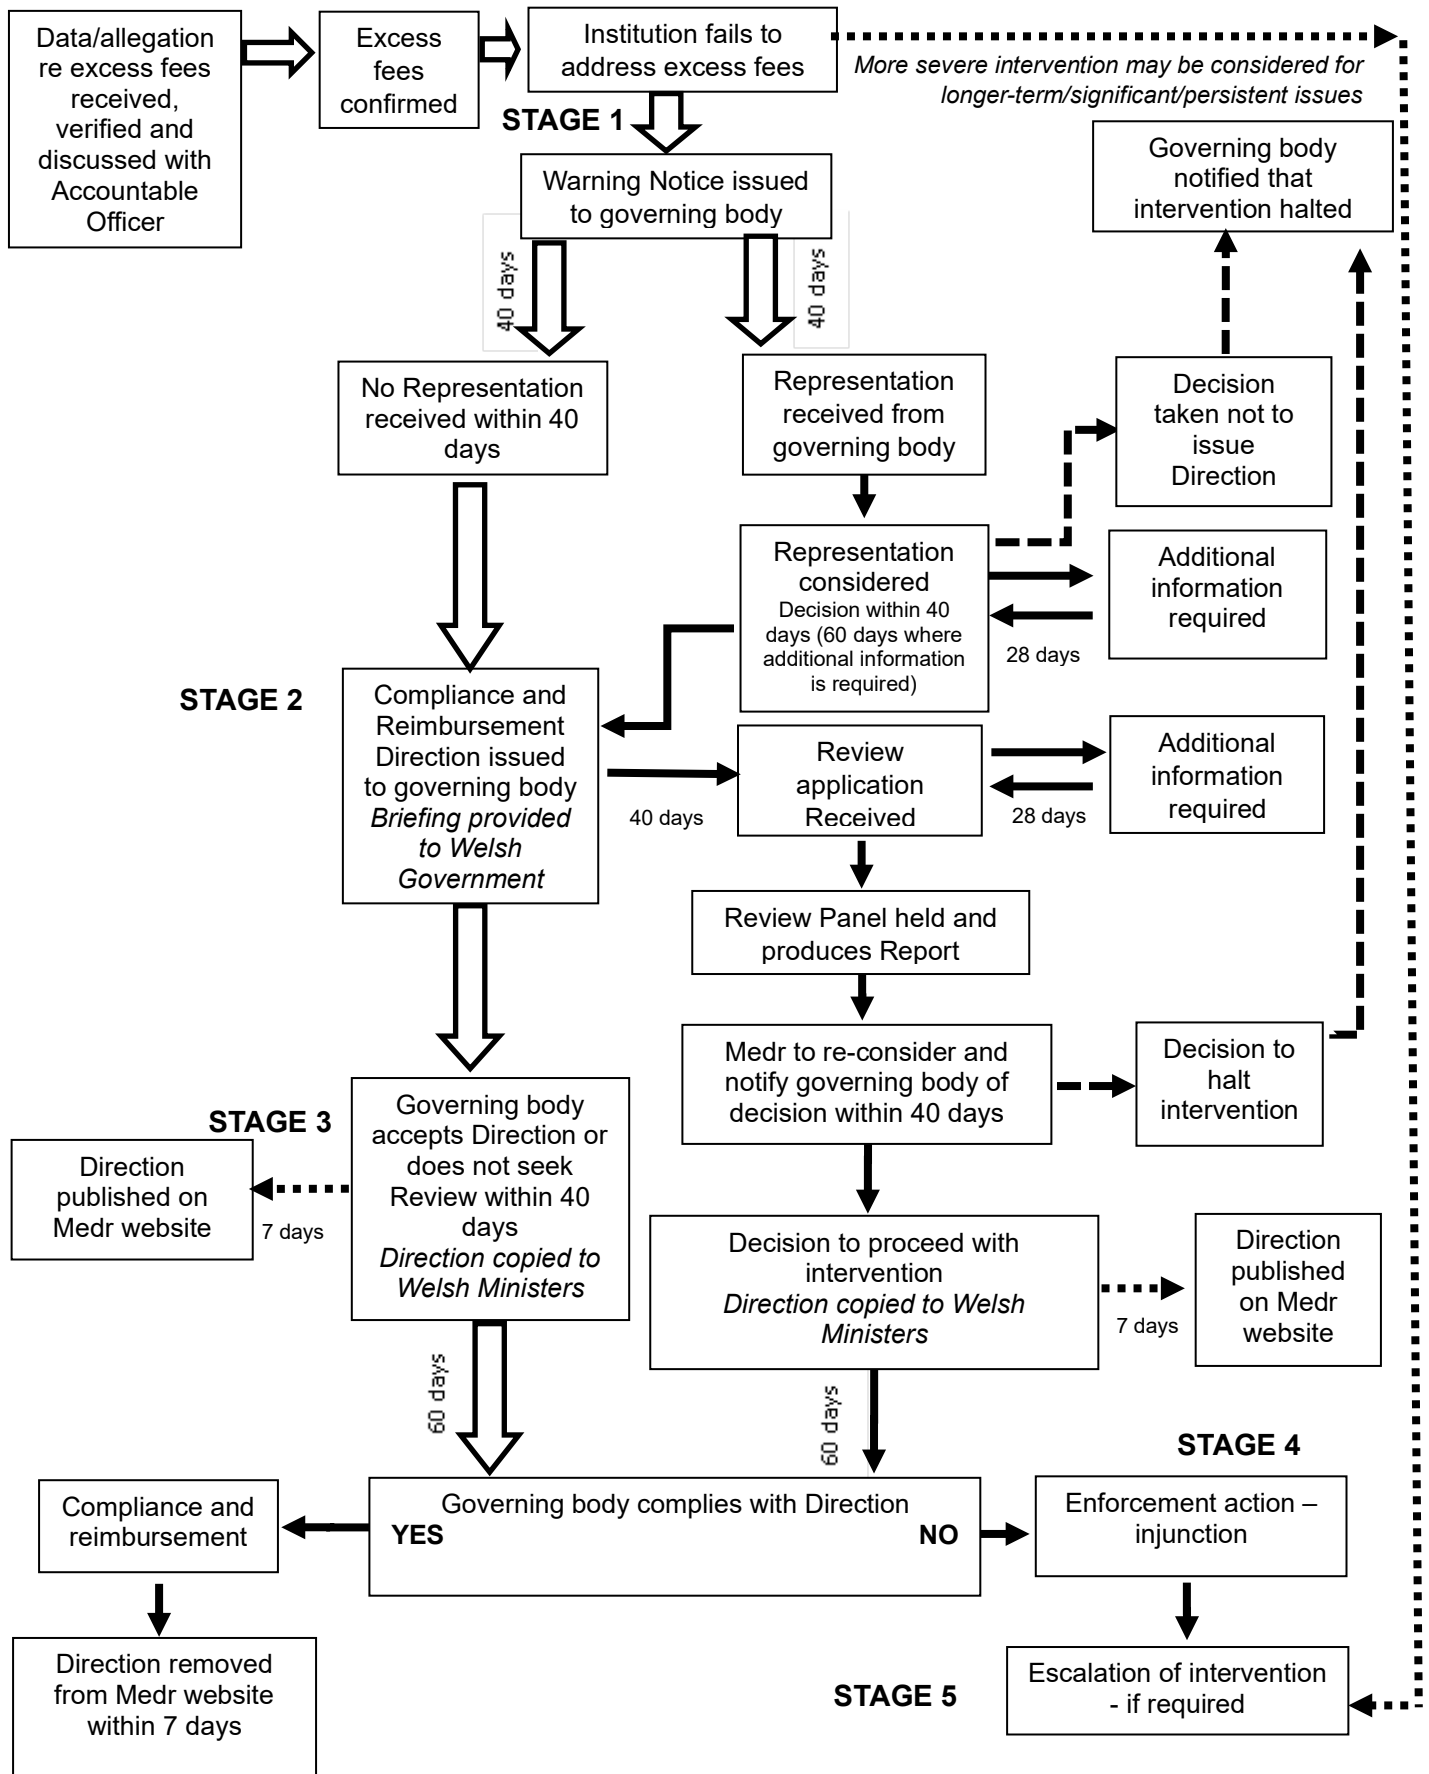 Data/allegation
re excess fees
received,
verified and
discussed with
Accountable
Officer
Excess
fees
confirmed
Institution fails to
address excess fees
More severe intervention may be considered for
longer-term/significant/persistent issues
STAGE 1
Warning Notice issued
to governing body
Governing body
notified that
intervention halted
40 days
40 days
No Representation
received within 40
days
Representation
received from
governing body
Decision
taken not to
issue
Direction
Representation
considered
Decision within 40
days (60 days where
additional information
is required)
Additional
information
required
28 days
STAGE 2
Compliance and
Reimbursement
Direction issued
to governing body
Briefing provided
to Welsh
Government
40 days
Review
application
Received
Additional
information
required
28 days
Review Panel held and
produces Report
Medr to re-consider and
notify governing body of
decision within 40 days
Decision to
halt
intervention
STAGE 3
Governing body
accepts Direction or
does not seek
Review within 40
days
Direction copied to
Welsh Ministers
Direction
published on
Medr website
7 days
Decision to proceed with
intervention
Direction copied to Welsh
Ministers
7 days
Direction
published
on Medr
website
60 days
60 days
STAGE 4
Governing body complies with Direction
YES
NO
Compliance and
reimbursement
Enforcement action –
injunction
Direction removed
from Medr website
within 7 days
STAGE 5
Escalation of intervention
- if required